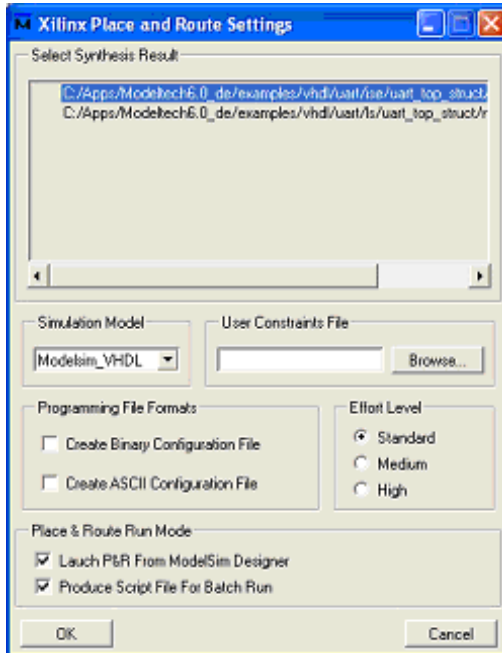 Xilinx Place and Route Settings
Select Synthesis Result
C:/Apps/Modeltech6.0_de/examples/vhdl/uart/ise/uart_top_struct/
C:/Apps/Modeltech6.0_de/examples/vhdl/uart/ls/uart_top_struct/r
Simulation Model
User Constraints File
Modelsim_VHDL
Browse...
Programming File Formats
Effort Level
Create Binary Configuration File
Standard
Medium
Create ASCII Configuration File
High
Place & Route Run Mode
Lauch P&R From ModelSim Designer
Produce Script File For Batch Run
OK
Cancel